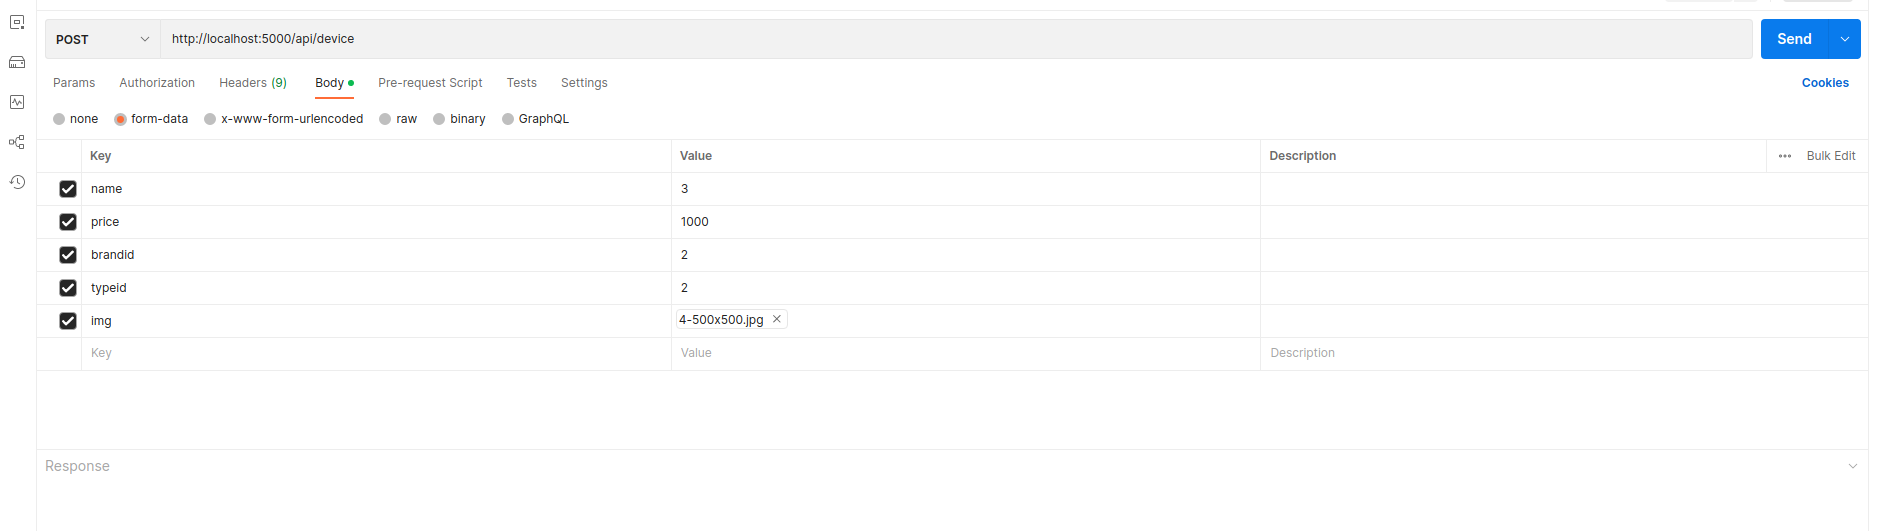 POST http://localhost:5000/api/device Send
Params Authorization Headers (9) Body Pre-request Script Tests Settings Cookies
none form-data x-www-form-urlencoded raw binary GraphQL
Key Value Description Bulk Edit
name 3
price 1000
brandid 2
typeid 2
img 4-500x500.jpg
Key Value Description
Response